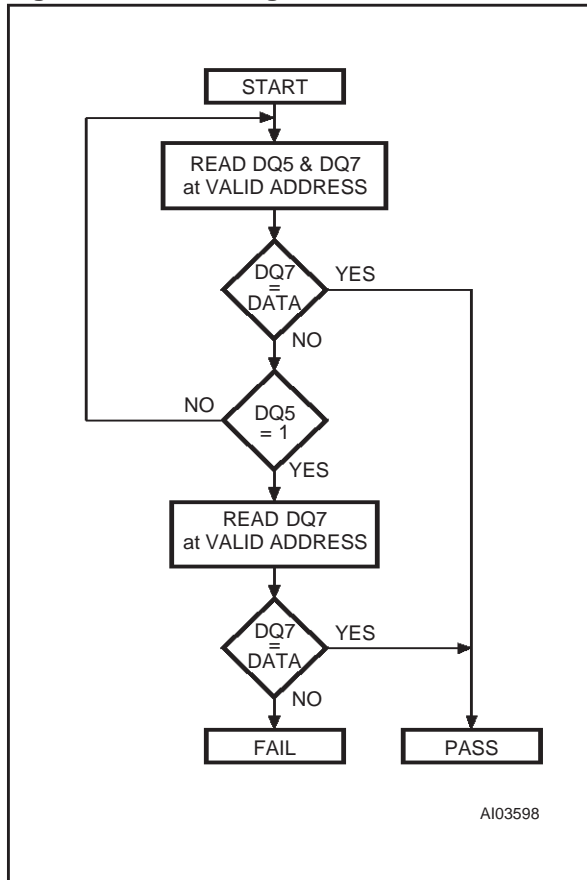 START
READ DQ5 & DQ7
at VALID ADDRESS
DQ7
=
DATA
YES
NO
NO
DQ5
= 1
YES
READ DQ7
at VALID ADDRESS
DQ7
=
DATA
YES
NO
FAIL
PASS
AI03598